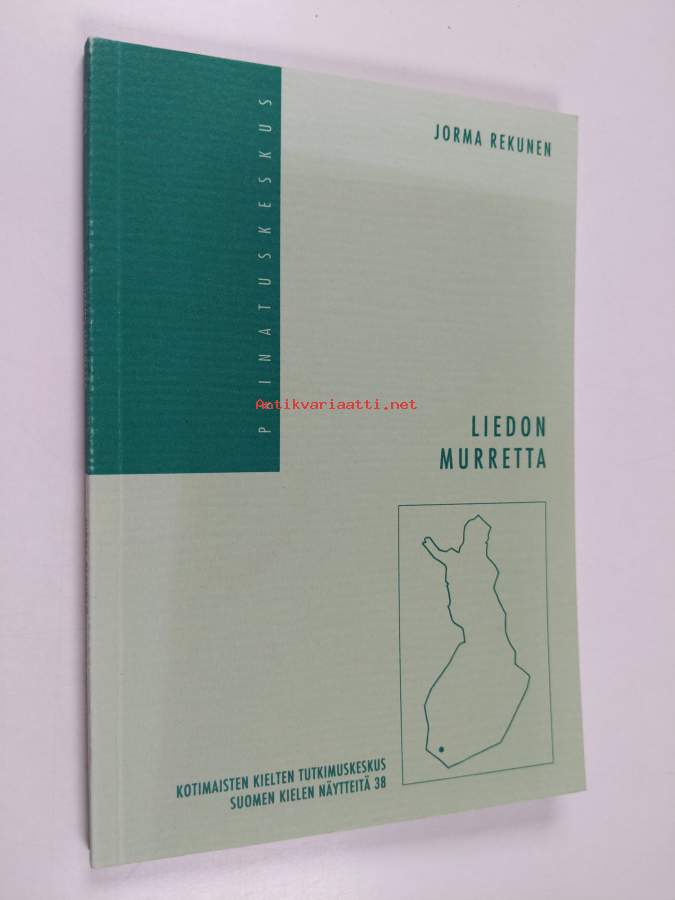 JORMA REKUNEN
PAINATUSKESKUS
Antikvariaatti.net
LIEDON
MURRETTA
KOTIMAISTEN KIELTEN TUTKIMUSKESKUS
SUOMEN KIELEN NÄYTTEITÄ 38